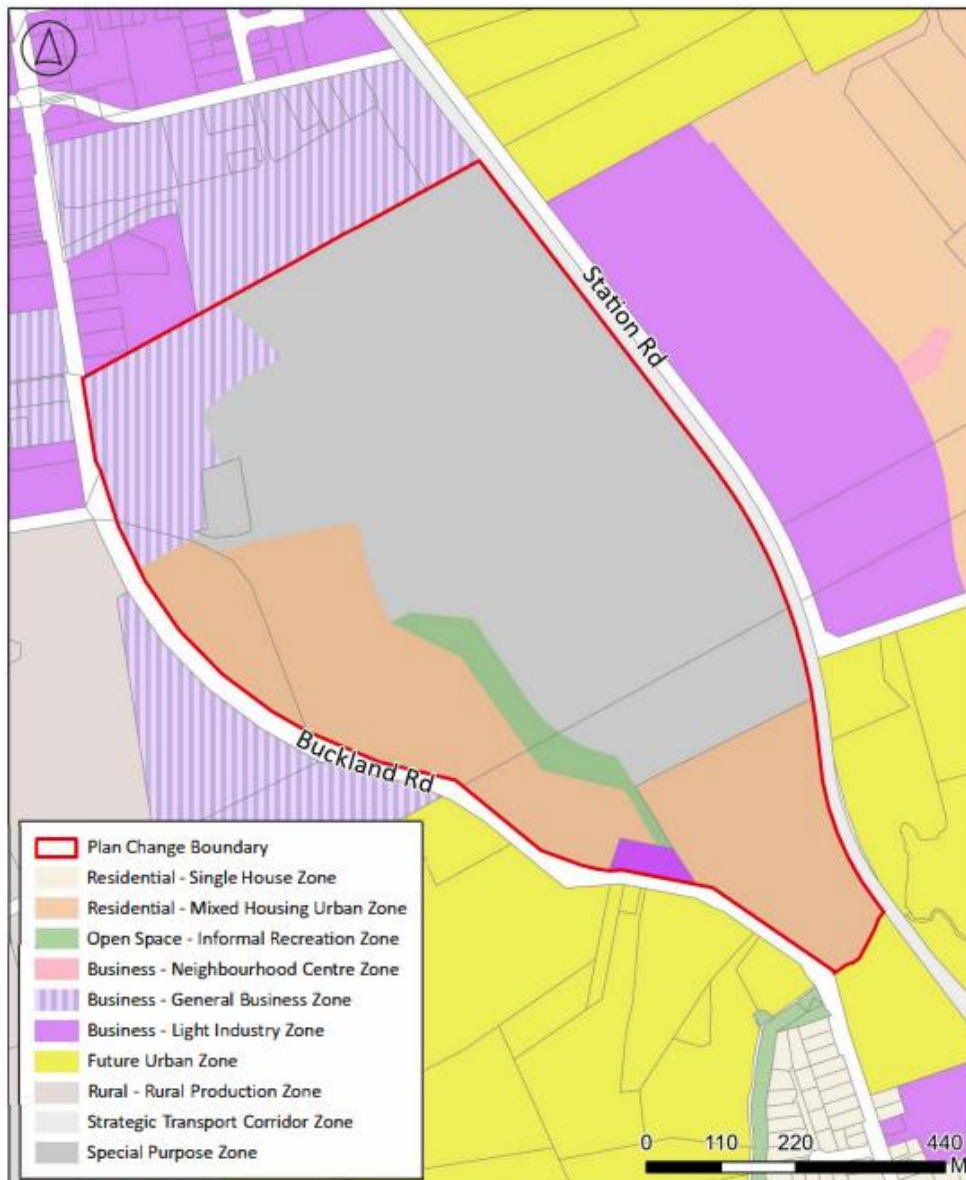 Station Rd
Buckland Rd
Plan Change Boundary
Residential - Single House Zone
Residential - Mixed Housing Urban Zone
Open Space - Informal Recreation Zone
Business - Neighbourhood Centre Zone
Business - General Business Zone
Business - Light Industry Zone
Future Urban Zone
Rural - Rural Production Zone
Strategic Transport Corridor Zone
Special Purpose Zone
0 110 220 440
M